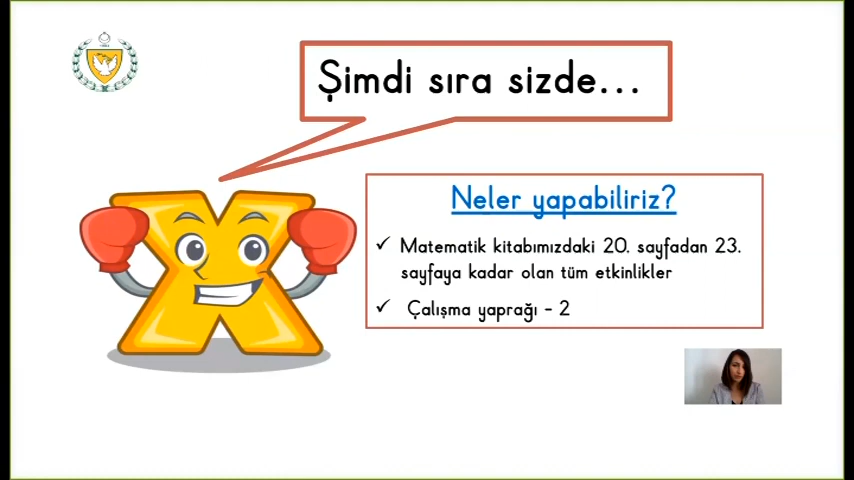 Şimdi sıra sizde...
Neler yapabiliriz?
✓ Matematik kitabımızdaki 20. sayfadan 23.
sayfaya kadar olan tüm etkinlikler
✓ Çalışma yaprağı - 2